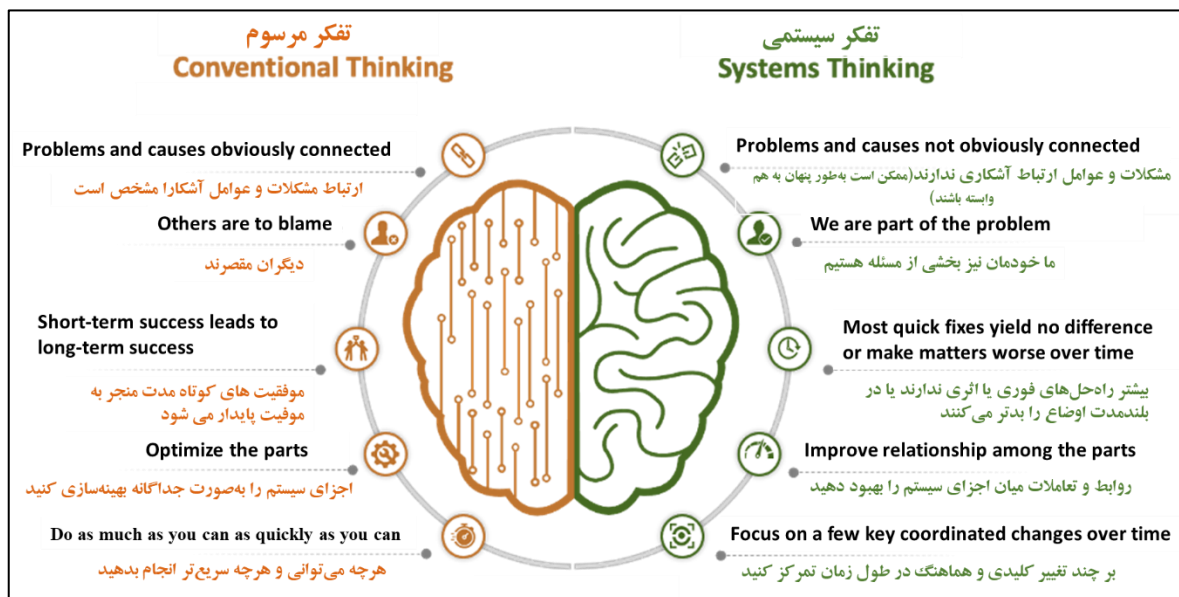 تفکر مرسوم
Conventional Thinking
Problems and causes obviously connected
ارتباط مشکلات و عوامل آشکارا مشخص است
Others are to blame
دیگران مقصرند
Short-term success leads to
long-term success
موفقیت های کوتاه مدت منجر به
موفیت پایدار می شود
Optimize the parts
اجزای سیستم را به‌صورت جداگانه بهینه‌سازی کنید
Do as much as you can as quickly as you can
هرچه می‌توانی و هرچه سریع‌تر انجام بدهید
تفکر سیستمی
Systems Thinking
Problems and causes not obviously connected
مشکلات و عوامل ارتباط آشکاری ندارند(ممکن است به‌طور پنهان به هم
وابسته باشند)
We are part of the problem
ما خودمان نیز بخشی از مسئله هستیم
Most quick fixes yield no difference
or make matters worse over time
بیشتر راه‌حل‌های فوری یا اثری ندارند یا در
بلندمدت اوضاع را بدتر می‌کنند
Improve relationship among the parts
روابط و تعاملات میان اجزای سیستم را بهبود دهید
Focus on a few key coordinated changes over time
بر چند تغییر کلیدی و هماهنگ در طول زمان تمرکز کنید